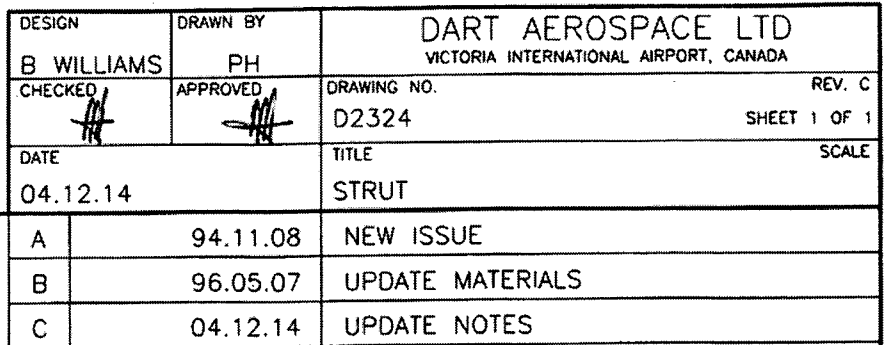 DESIGN DRAWN BY DART AEROSPACE LTD
B WILLIAMS PH VICTORIA INTERNATIONAL AIRPORT, CANADA
CHECKED APPROVED DRAWING NO. REV. C
D2324 SHEET 1 OF 1
DATE TITLE SCALE
04.12.14 STRUT
A 94.11.08 NEW ISSUE
B 96.05.07 UPDATE MATERIALS
C 04.12.14 UPDATE NOTES